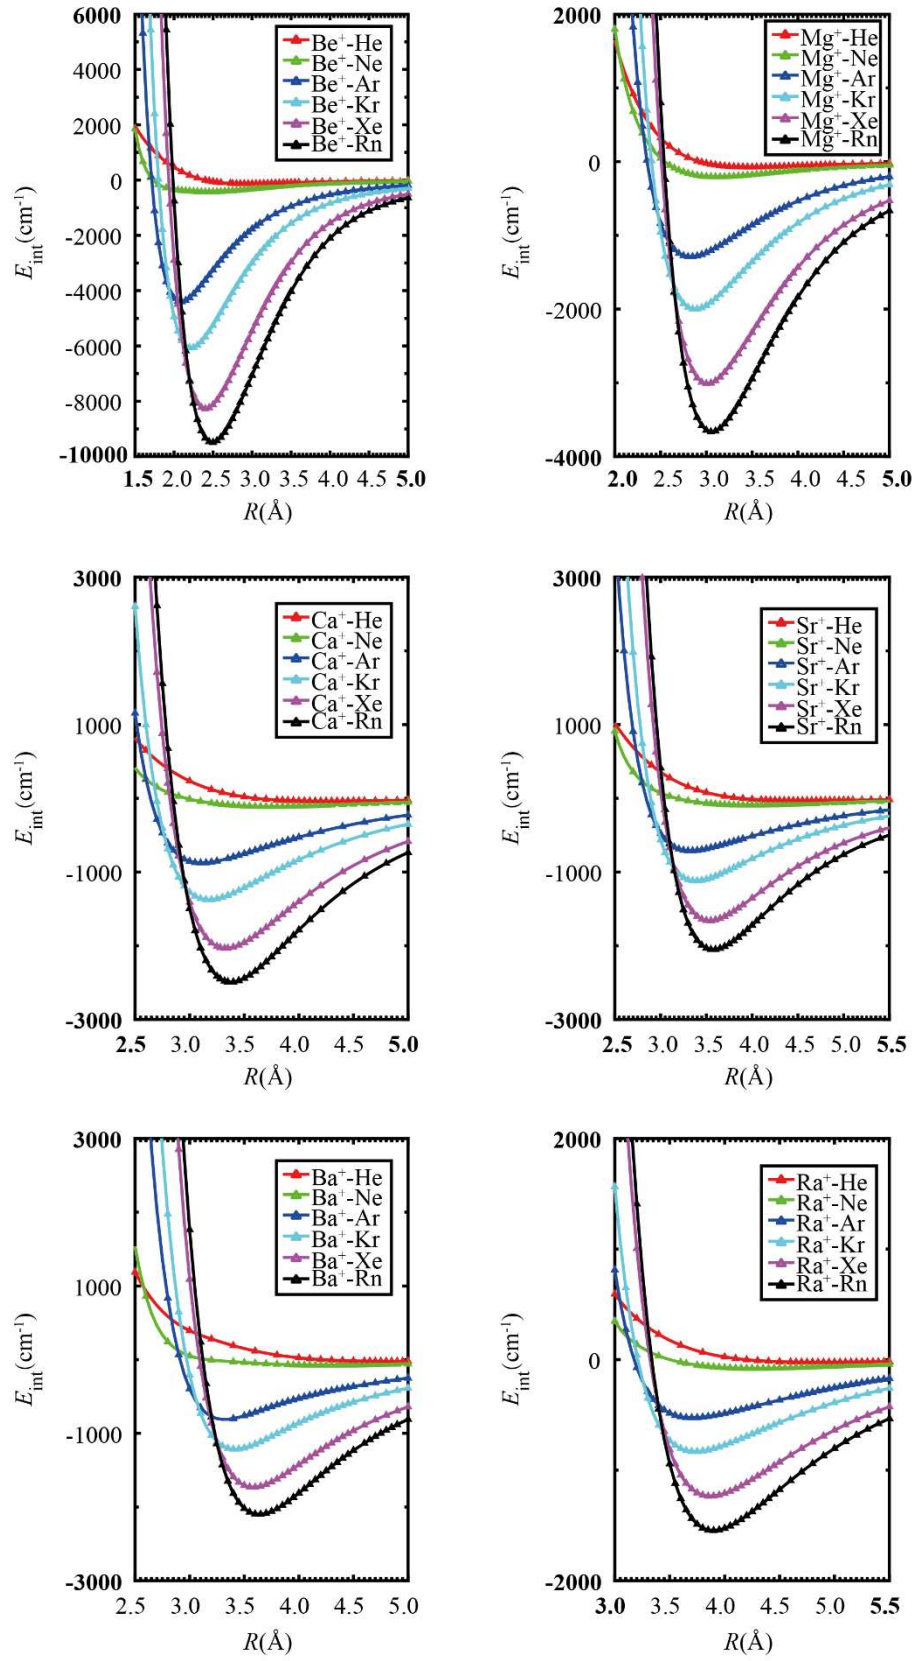 6000
4000
2000
0
-2000
-4000
-6000
-8000
-10000
E_int(cm⁻¹)
Be⁺-He
Be⁺-Ne
Be⁺-Ar
Be⁺-Kr
Be⁺-Xe
Be⁺-Rn
1.5 2.0 2.5 3.0 3.5 4.0 4.5 5.0
R(Å)
2000
0
-2000
-4000
E_int(cm⁻¹)
Mg⁺-He
Mg⁺-Ne
Mg⁺-Ar
Mg⁺-Kr
Mg⁺-Xe
Mg⁺-Rn
2.0 2.5 3.0 3.5 4.0 4.5 5.0
R(Å)
3000
1000
-1000
-3000
E_int(cm⁻¹)
Ca⁺-He
Ca⁺-Ne
Ca⁺-Ar
Ca⁺-Kr
Ca⁺-Xe
Ca⁺-Rn
2.5 3.0 3.5 4.0 4.5 5.0
R(Å)
3000
1000
-1000
-3000
E_int(cm⁻¹)
Sr⁺-He
Sr⁺-Ne
Sr⁺-Ar
Sr⁺-Kr
Sr⁺-Xe
Sr⁺-Rn
2.5 3.0 3.5 4.0 4.5 5.0 5.5
R(Å)
3000
1000
-1000
-3000
E_int(cm⁻¹)
Ba⁺-He
Ba⁺-Ne
Ba⁺-Ar
Ba⁺-Kr
Ba⁺-Xe
Ba⁺-Rn
2.5 3.0 3.5 4.0 4.5 5.0
R(Å)
2000
0
-2000
E_int(cm⁻¹)
Ra⁺-He
Ra⁺-Ne
Ra⁺-Ar
Ra⁺-Kr
Ra⁺-Xe
Ra⁺-Rn
3.0 3.5 4.0 4.5 5.0 5.5
R(Å)